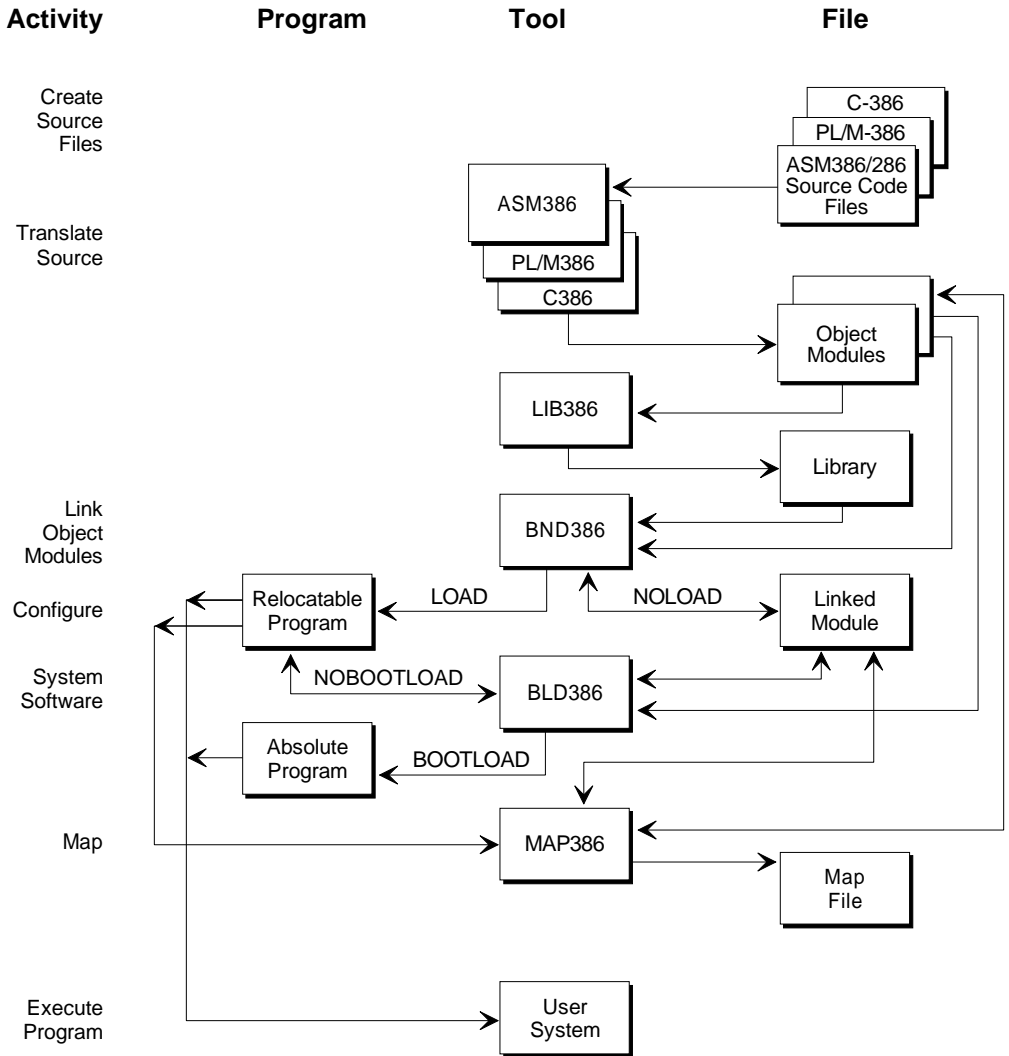 Activity Program Tool File
Create
Source
Files
C-386
PL/M-386
ASM386/286
Source Code
Files
ASM386
PL/M386
C386
Translate
Source
Object
Modules
LIB386
Library
Link
Object
Modules
BND386
Configure
Relocatable
Program
LOAD
NOLOAD
Linked
Module
System
Software
NOBOOTLOAD
BLD386
Absolute
Program
BOOTLOAD
Map
MAP386
Map
File
Execute
Program
User
System